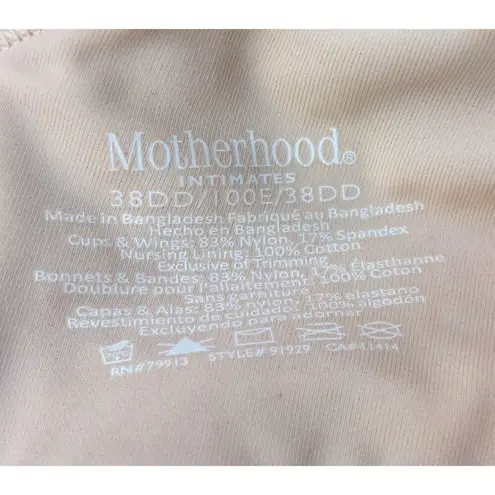 Motherhood®
INTIMATES
38DD/100E/38DD
Made in Bangladesh Fabriqué au Bangladesh
Hecho en Bangladesh
Cups & Wings: 83% Nylon, 17% Spandex
Nursing Lining: 100% Cotton
Exclusive of Trimming
Bonnets & Bandes: 83% Nylon, 17% Élasthanne
Doublure pour l'allaitement: 100% Coton
Sans garniture
Capas & Alas: 83% nylon, 17% elastano
Revestimiento de cuidado: 100% algodón
Excluyendo para adornar
RN# 79913 STYLE# 91929 CA# 11414